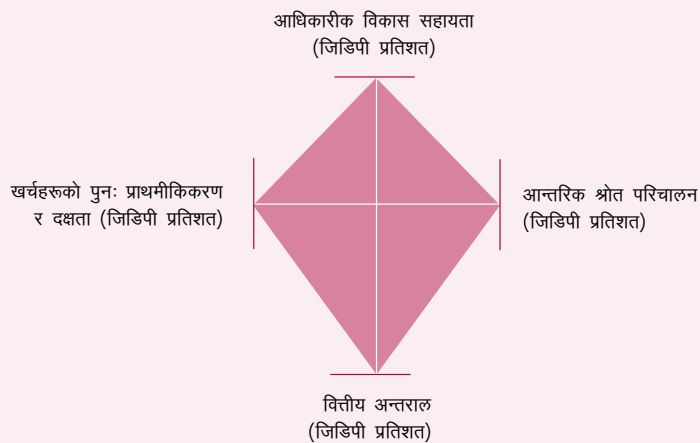 आधिकारीक विकास सहायता
(जिडिपी प्रतिशत)
खर्चहरूको पुनः प्राथमीकिकरण
र दक्षता (जिडिपी प्रतिशत)
आन्तरिक श्रोत परिचालन
(जिडिपी प्रतिशत)
वित्तीय अन्तराल
(जिडिपी प्रतिशत)